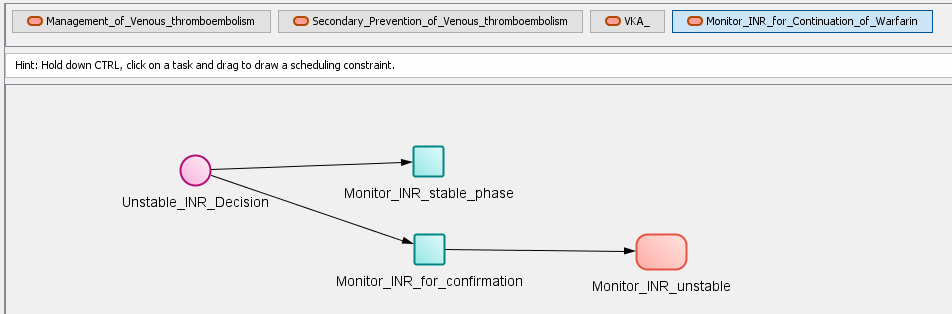 Management_of_Venous_thromboembolism
Secondary_Prevention_of_Venous_thromboembolism
VKA_
Monitor_INR_for_Continuation_of_Warfarin
Hint: Hold down CTRL, click on a task and drag to draw a scheduling constraint.
Monitor_INR_stable_phase
Unstable_INR_Decision
Monitor_INR_for_confirmation
Monitor_INR_unstable